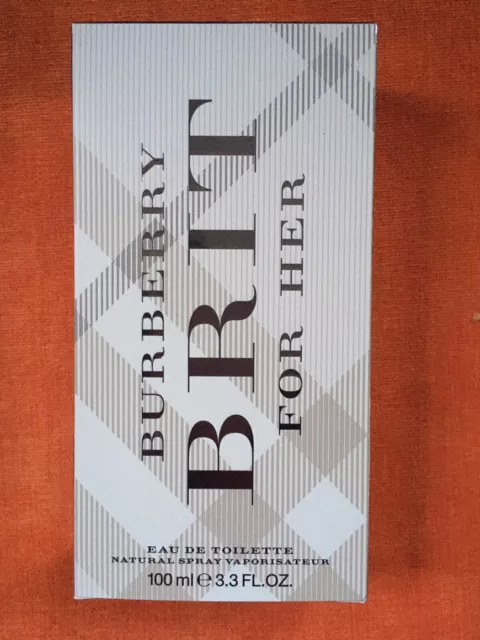 BURBERRY
BRIT
FOR HER
EAU DE TOILETTE
NATURAL SPRAY VAPORISATEUR
100 ml ℮ 3.3 FL.OZ.